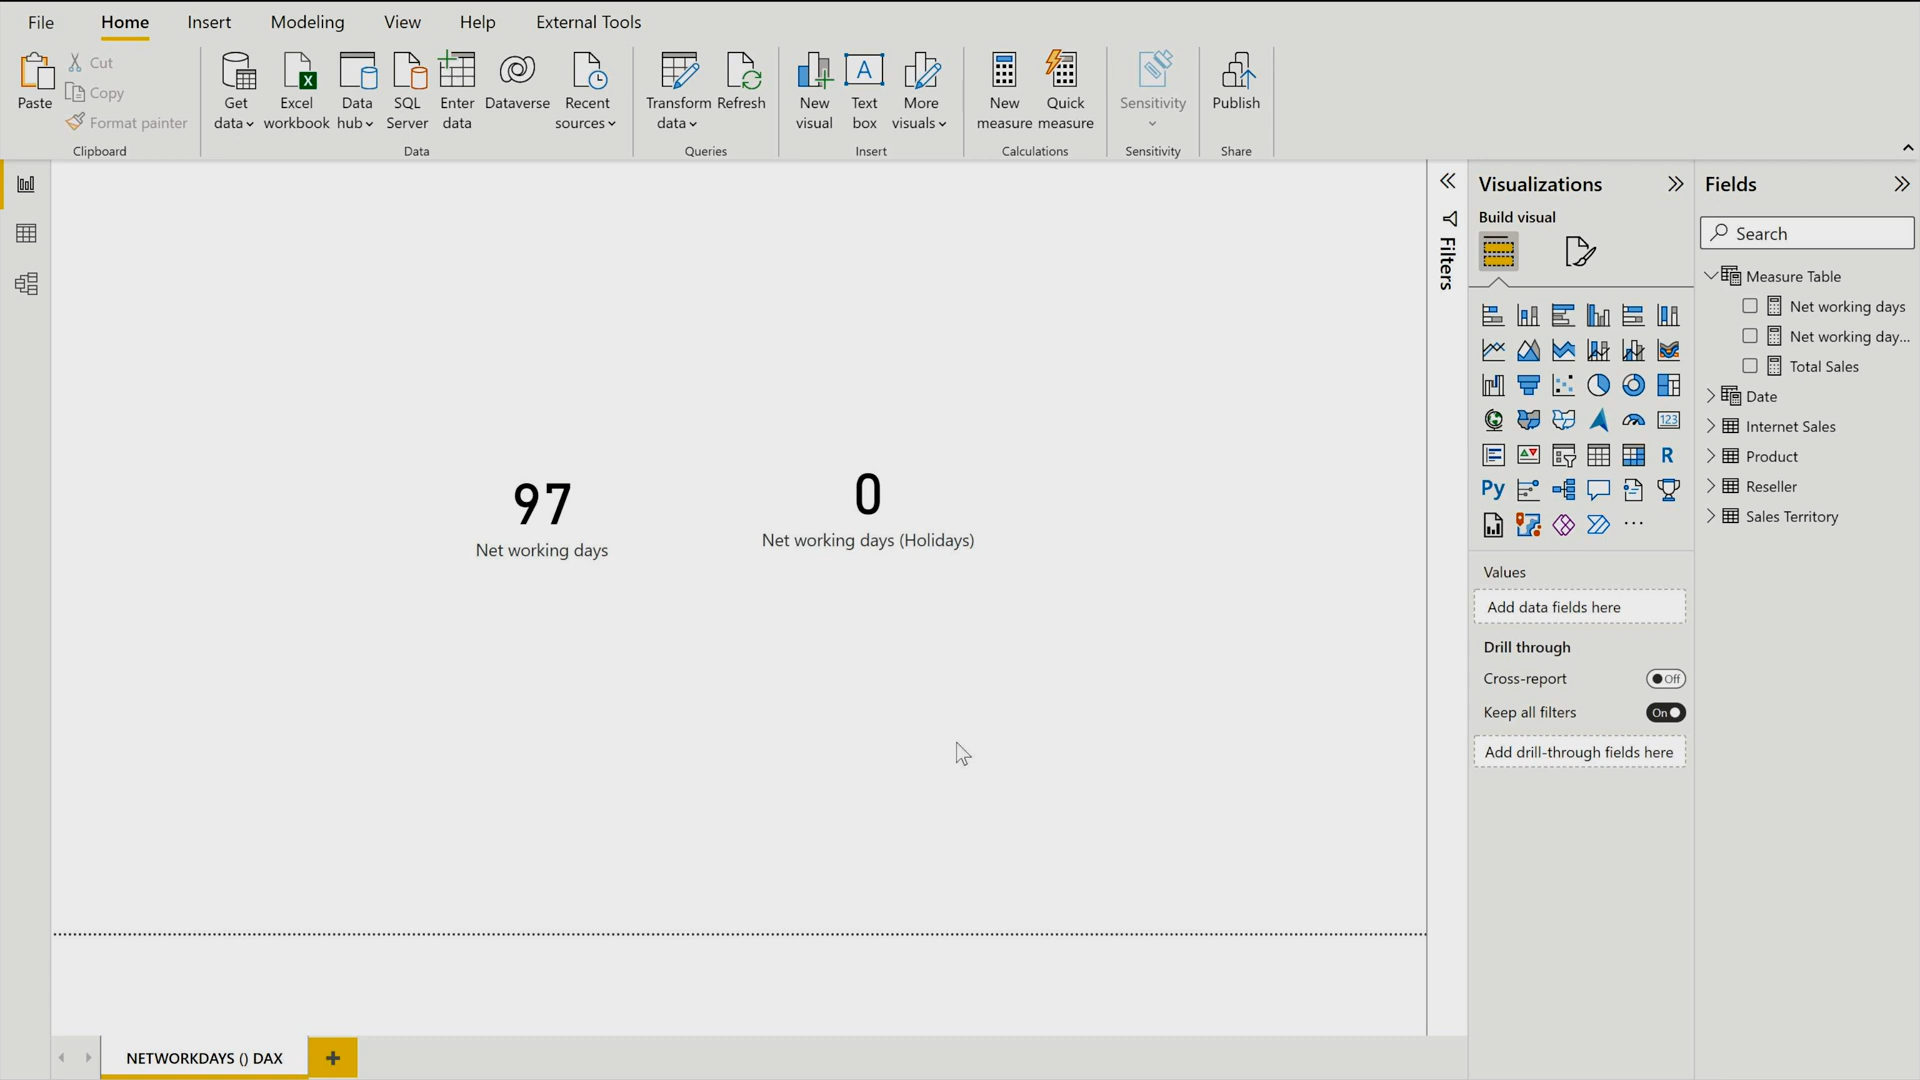 File Home Insert Modeling View Help External Tools
Paste
Cut
Copy
Format painter
Clipboard
Get data
Excel workbook
Data hub
SQL Server
Enter data
Dataverse
Recent sources
Data
Transform data
Refresh
Queries
New visual
Text box
More visuals
Insert
New measure
Quick measure
Calculations
Sensitivity
Sensitivity
Publish
Share
97
Net working days
0
Net working days (Holidays)
Filters
Visualizations
Build visual
123
R
Py
Values
Add data fields here
Drill through
Cross-report Off
Keep all filters On
Add drill-through fields here
Fields
Search
Measure Table
Net working days
Net working day...
Total Sales
Date
Internet Sales
Product
Reseller
Sales Territory
NETWORKDAYS () DAX